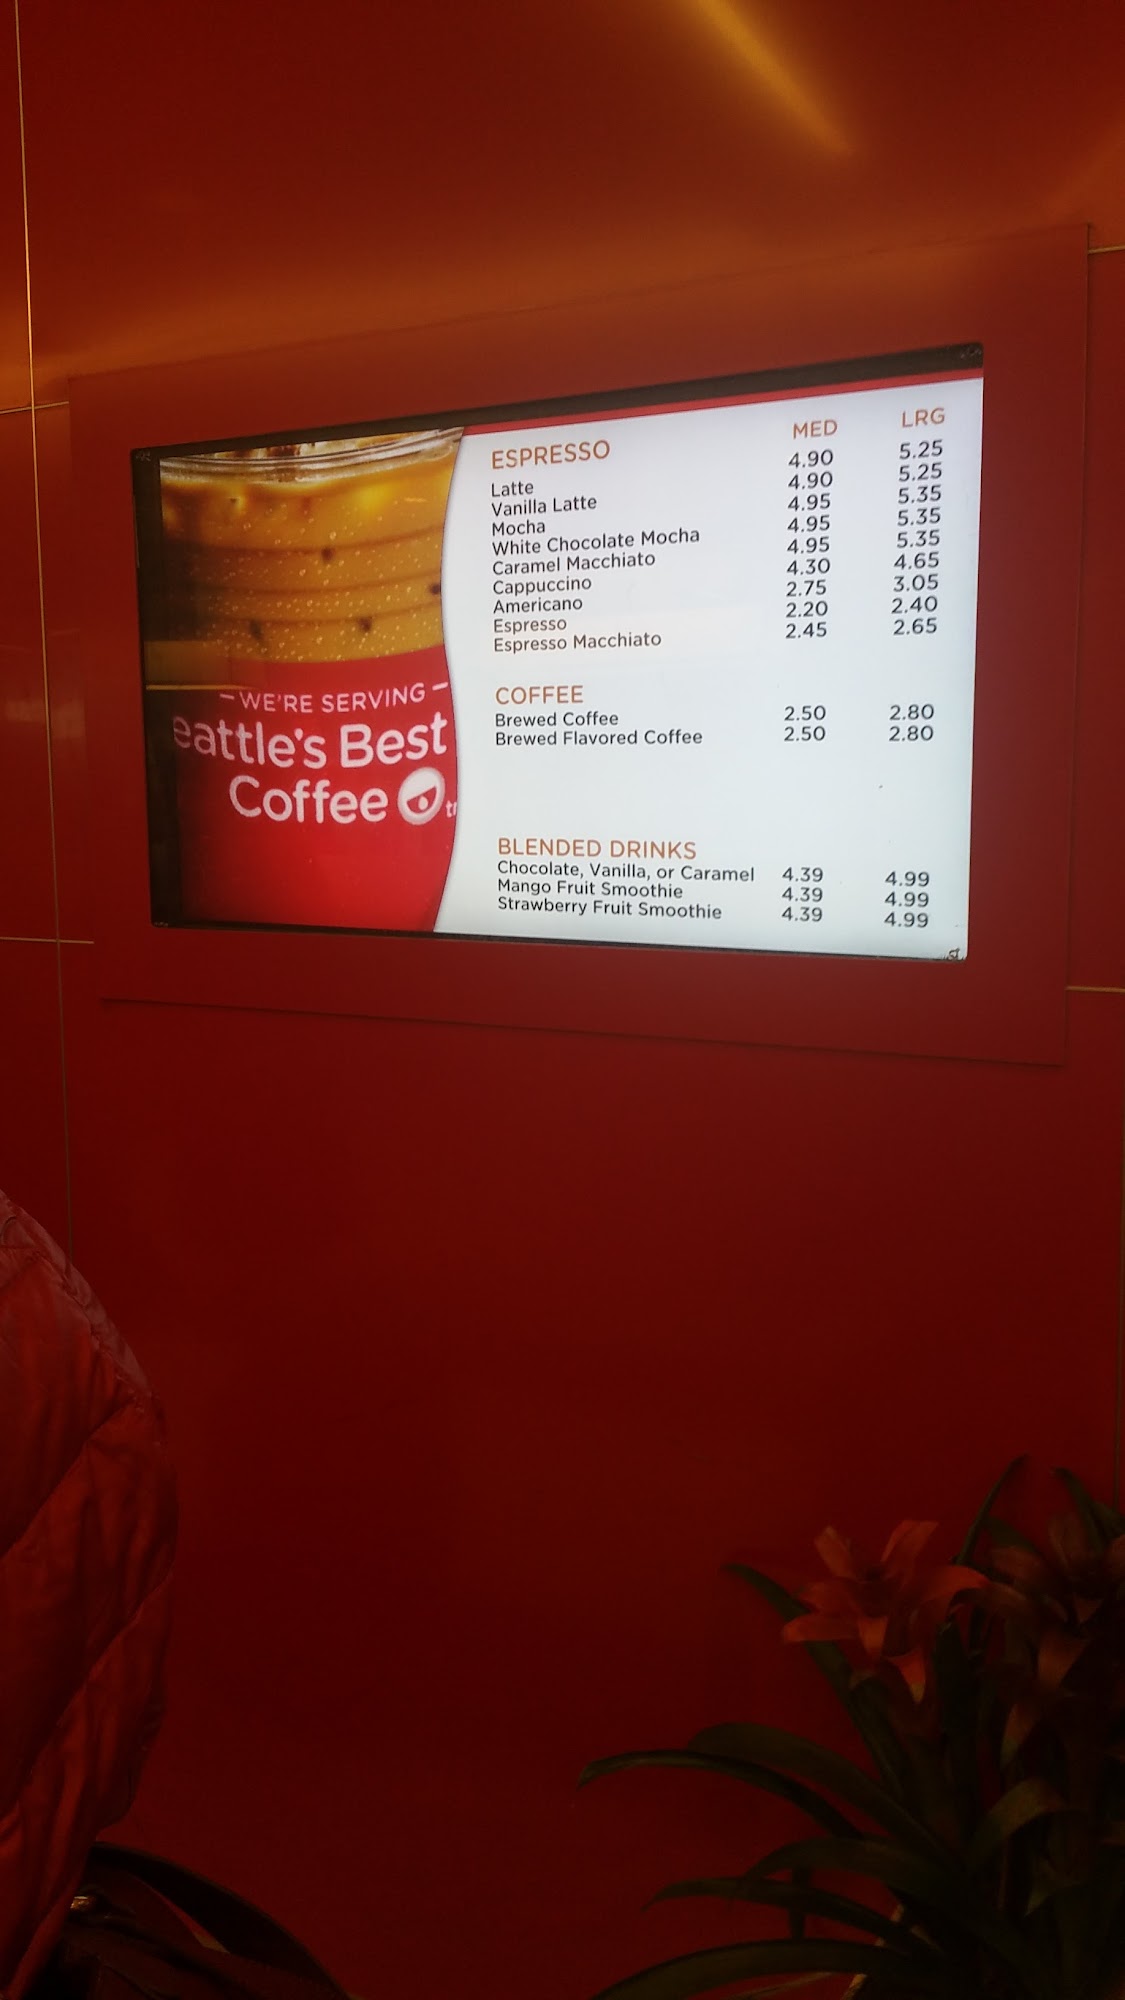 WE'RE SERVING
eattle's Best
Coffee
ESPRESSO MED LRG
Latte 4.90 5.25
Vanilla Latte 4.90 5.25
Mocha 4.95 5.35
White Chocolate Mocha 4.95 5.35
Caramel Macchiato 4.95 5.35
Cappuccino 4.30 4.65
Americano 2.75 3.05
Espresso 2.20 2.40
Espresso Macchiato 2.45 2.65
COFFEE
Brewed Coffee 2.50 2.80
Brewed Flavored Coffee 2.50 2.80
BLENDED DRINKS
Chocolate, Vanilla, or Caramel 4.39 4.99
Mango Fruit Smoothie 4.39 4.99
Strawberry Fruit Smoothie 4.39 4.99